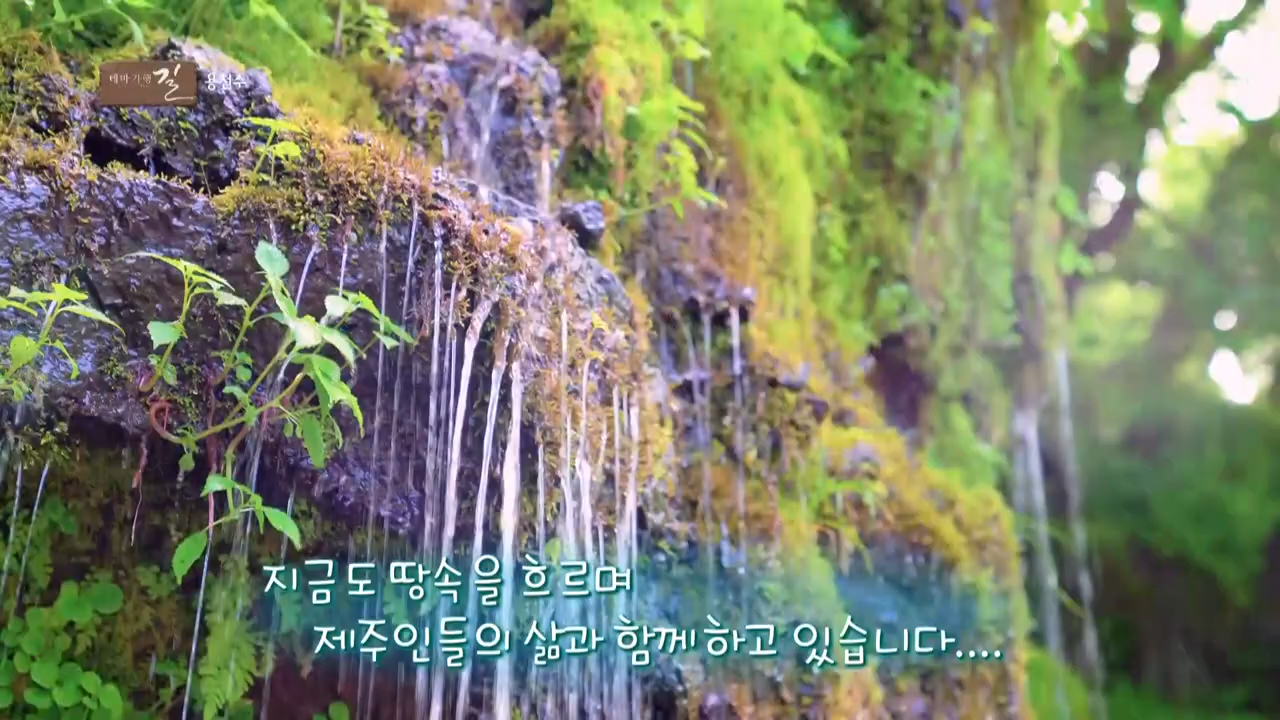 테마기행 길 용천수
지금도 땅속을 흐르며
제주인들의 삶과 함께 하고 있습니다....